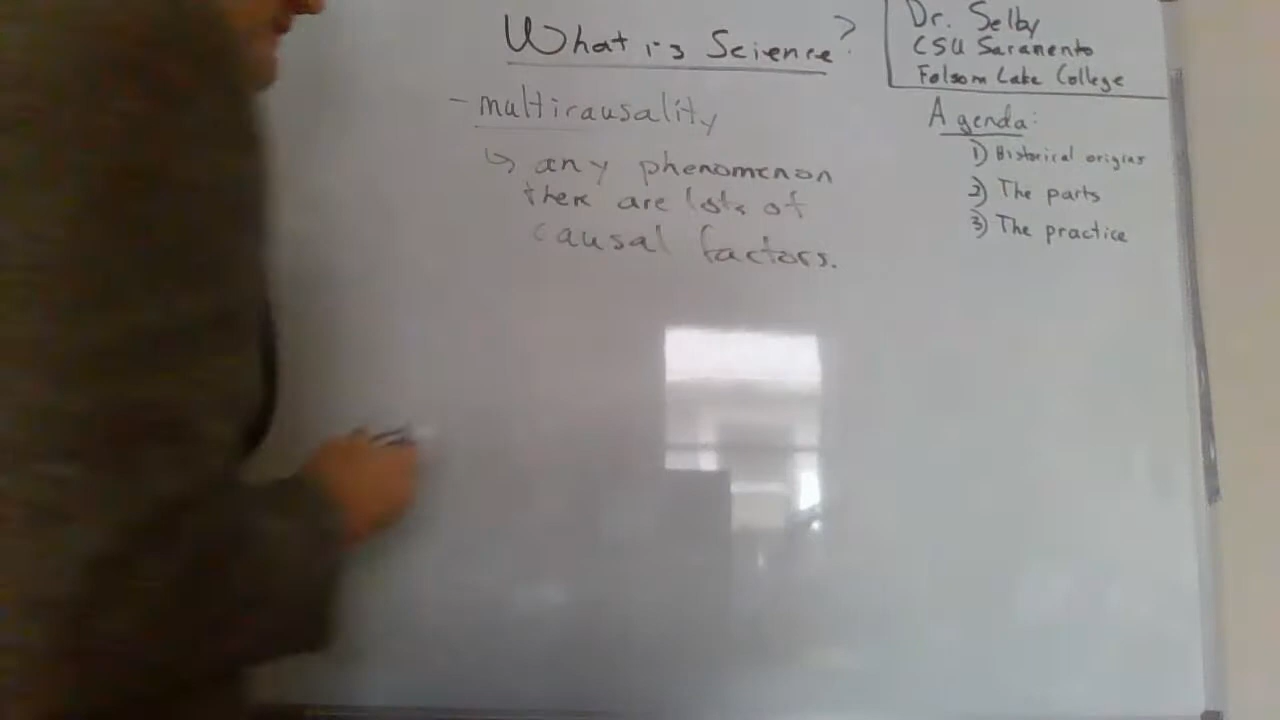 What is Science?
- multicausality
↳ any phenomenon
there are lots of
causal factors.
Dr. Selby
CSU Saramento
Folsom Lake College
Agenda:
1) Historical origins
2) The parts
3) The practice